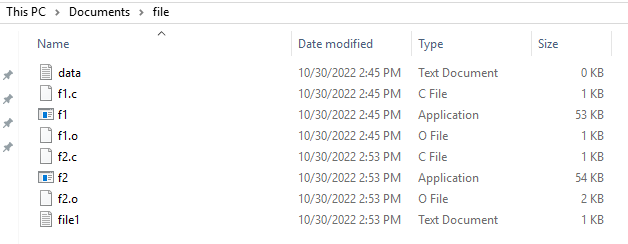 This PC > Documents > file
Name Date modified Type Size
data 10/30/2022 2:45 PM Text Document 0 KB
f1.c 10/30/2022 2:45 PM C File 1 KB
f1 10/30/2022 2:45 PM Application 53 KB
f1.o 10/30/2022 2:45 PM O File 1 KB
f2.c 10/30/2022 2:53 PM C File 1 KB
f2 10/30/2022 2:53 PM Application 54 KB
f2.o 10/30/2022 2:53 PM O File 2 KB
file1 10/30/2022 2:53 PM Text Document 1 KB